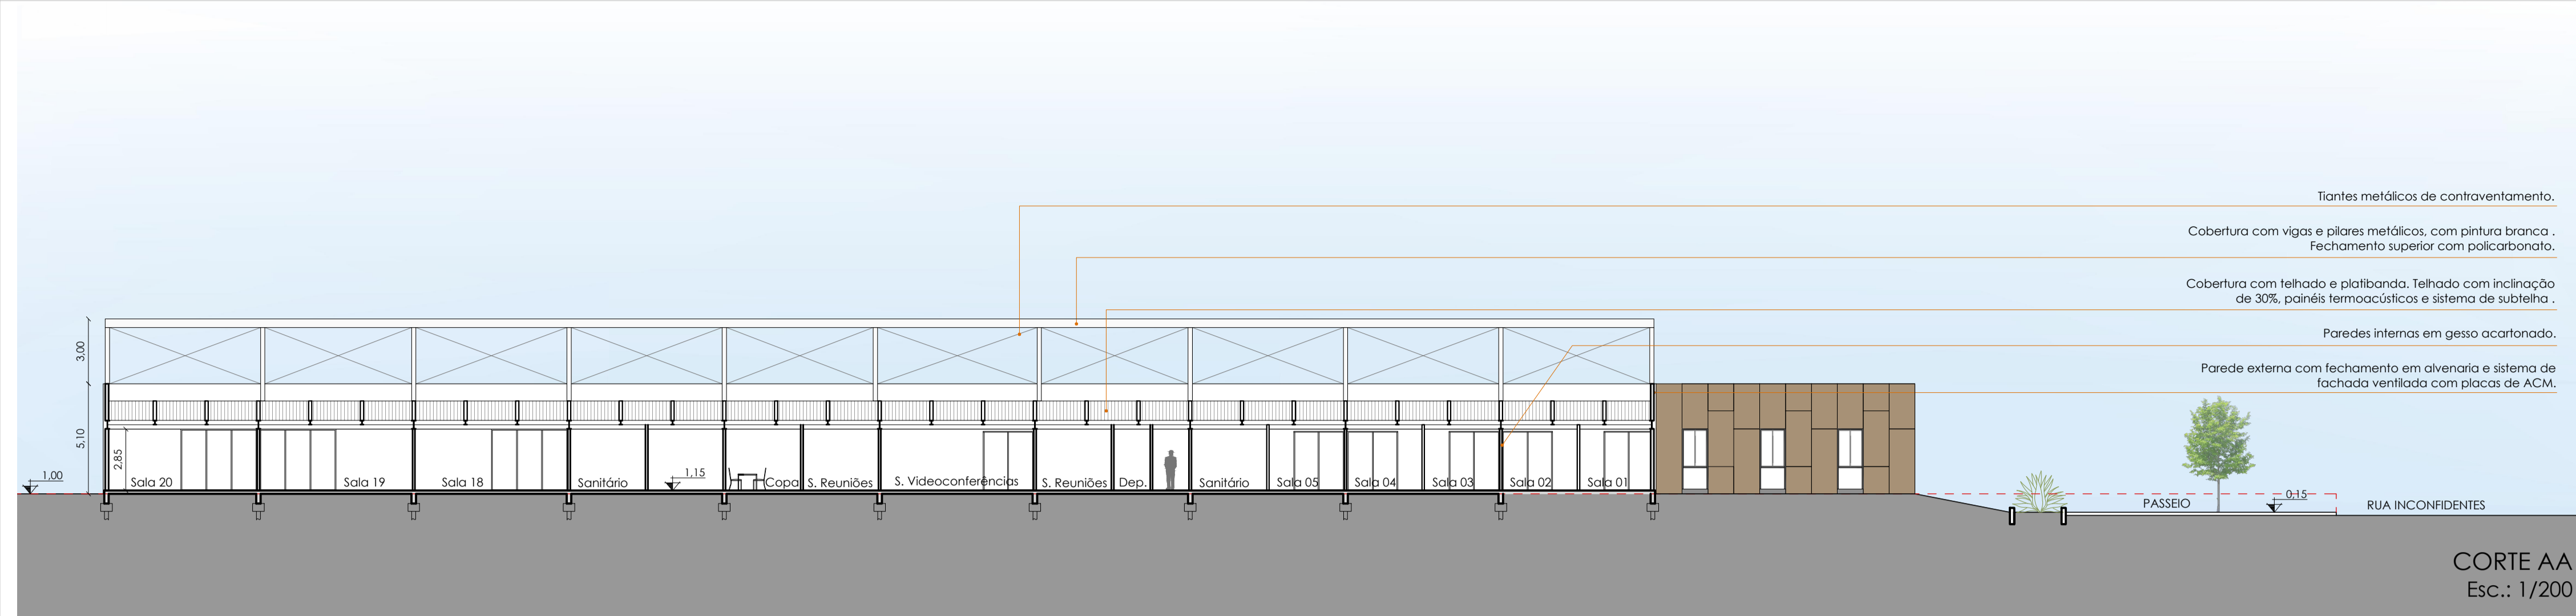 Tiantes metálicos de contraventamento.
Cobertura com vigas e pilares metálicos, com pintura branca .
Fechamento superior com policarbonato.
Cobertura com telhado e platibanda. Telhado com inclinação
de 30%, painéis termoacústicos e sistema de subtelha .
Paredes internas em gesso acartonado.
Parede externa com fechamento em alvenaria e sistema de
fachada ventilada com placas de ACM.
3,00
5,10
2,85
1,00
Sala 20
Sala 19
Sala 18
Sanitário
1,15
Copa
S. Reuniões
S. Videoconferências
S. Reuniões
Dep.
Sanitário
Sala 05
Sala 04
Sala 03
Sala 02
Sala 01
PASSEIO
0,15
RUA INCONFIDENTES
CORTE AA
Esc.: 1/200